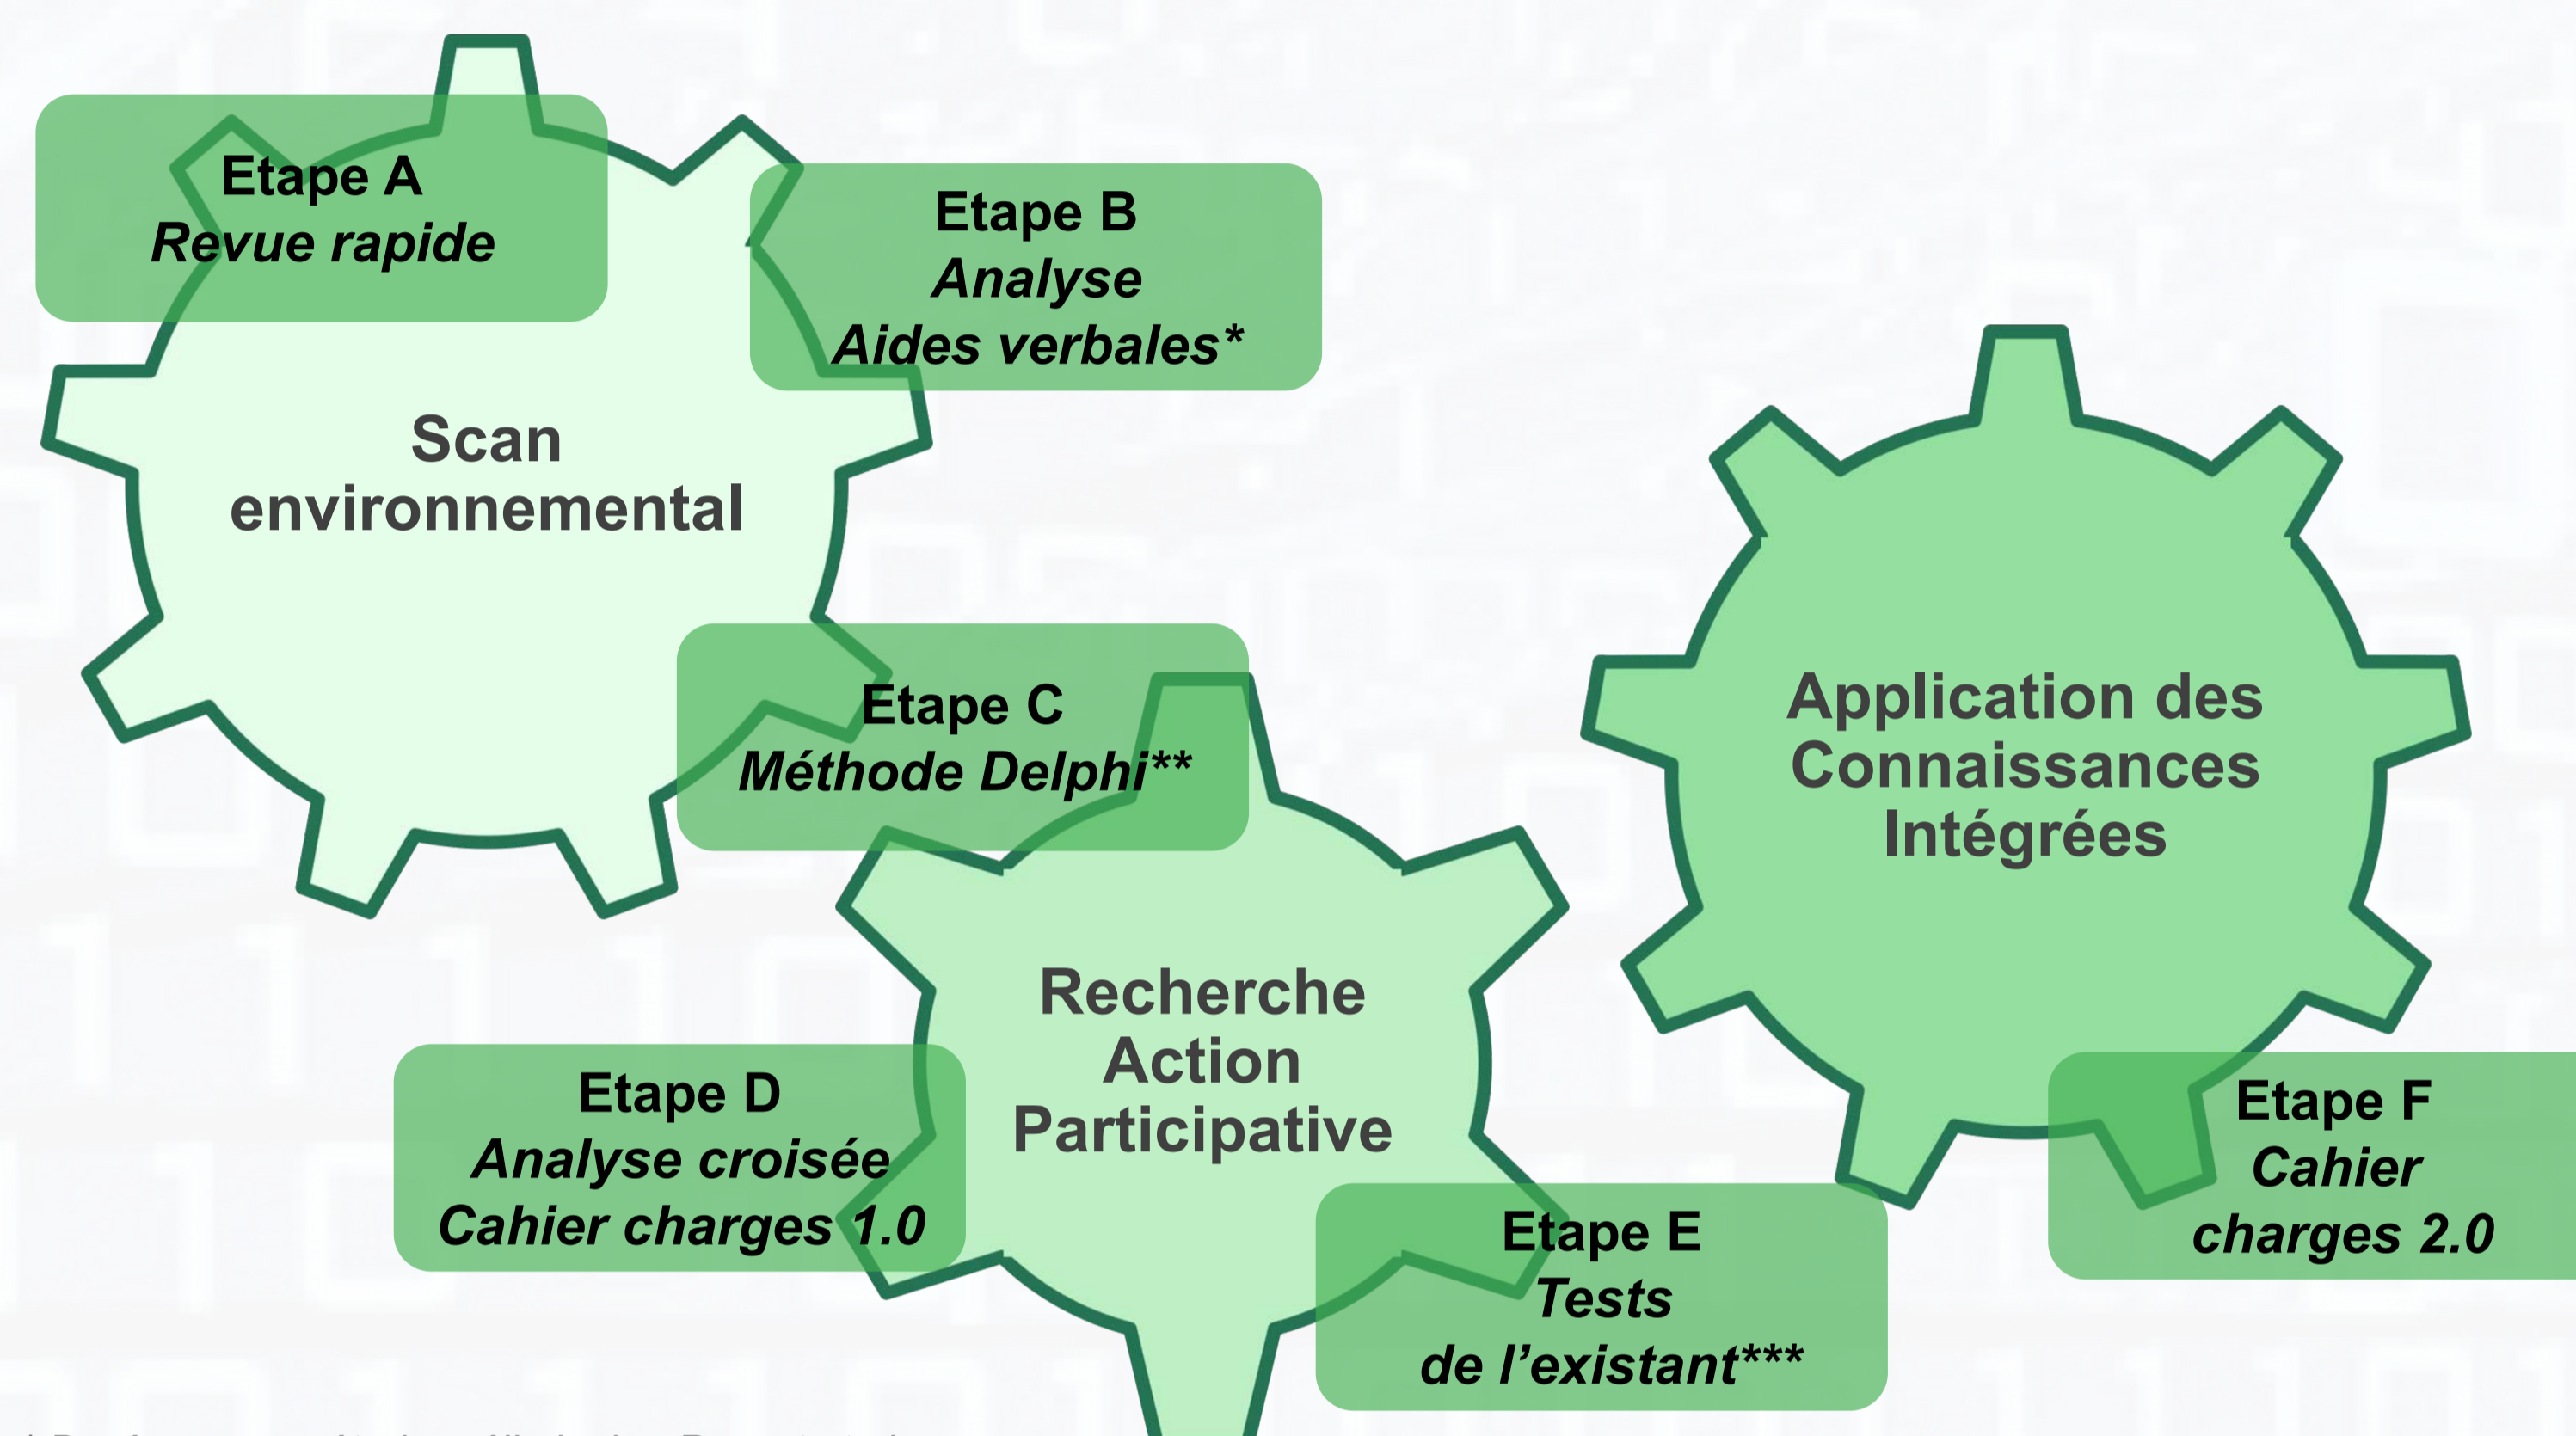 Etape A
Revue rapide
Etape B
Analyse
Aides verbales*
Scan
environnemental
Etape C
Méthode Delphi**
Recherche
Action
Participative
Etape D
Analyse croisée
Cahier charges 1.0
Etape E
Tests
de l’existant***
Application des
Connaissances
Intégrées
Etape F
Cahier
charges 2.0